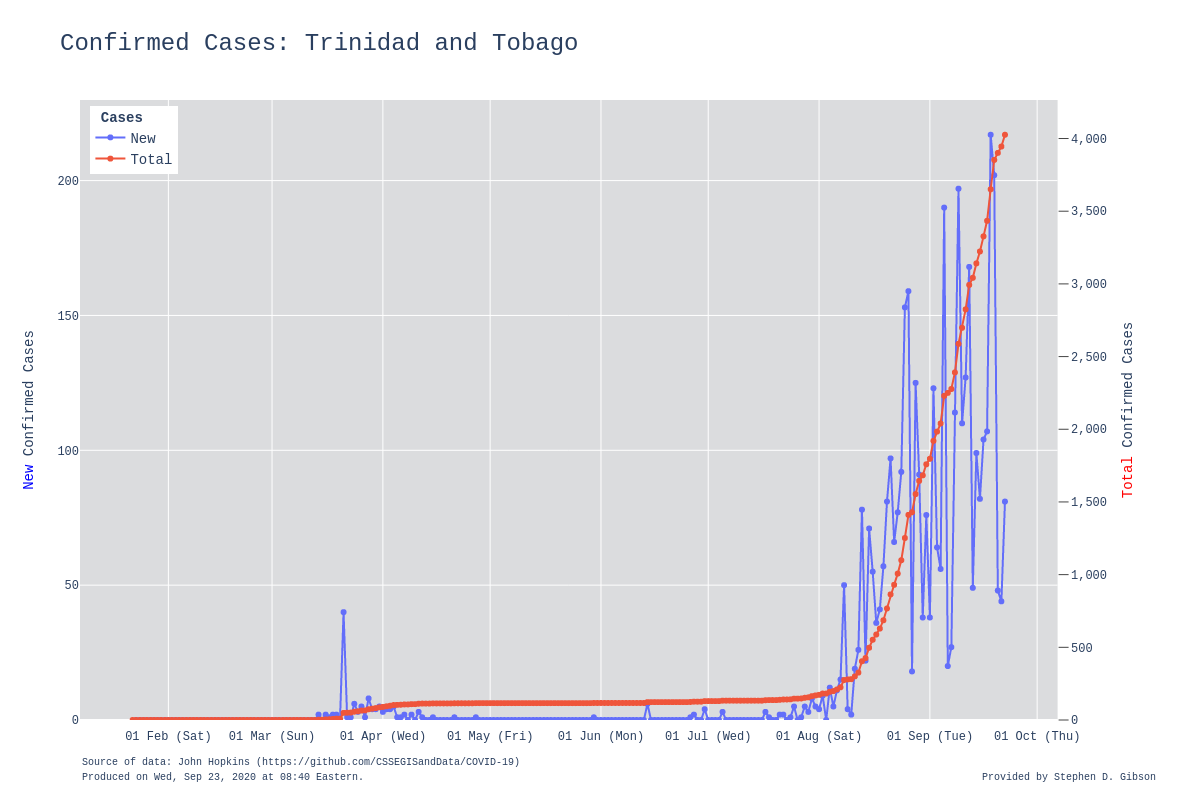 Confirmed Cases: Trinidad and Tobago
Cases
New
Total
200
150
100
50
0
New Confirmed Cases
4,000
3,500
3,000
2,500
2,000
1,500
1,000
500
0
Total Confirmed Cases
01 Feb (Sat) 01 Mar (Sun) 01 Apr (Wed) 01 May (Fri) 01 Jun (Mon) 01 Jul (Wed) 01 Aug (Sat) 01 Sep (Tue) 01 Oct (Thu)
Source of data: John Hopkins (https://github.com/CSSEGISandData/COVID-19)
Produced on Wed, Sep 23, 2020 at 08:40 Eastern.
Provided by Stephen D. Gibson